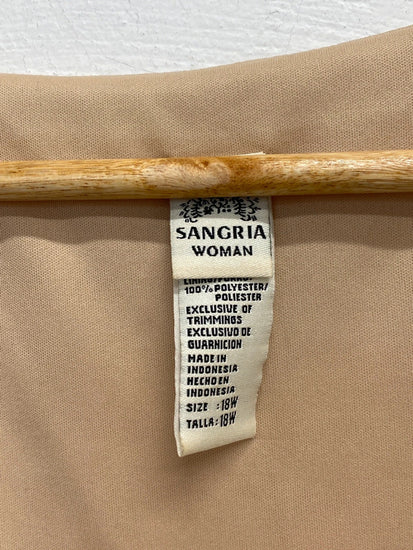 SANGRIA
WOMAN
100% POLYESTER/
POLIESTER
EXCLUSIVE OF
TRIMMINGS
EXCLUSIVO DE
GUARNICION
MADE IN
INDONESIA
HECHO EN
INDONESIA
SIZE :18W
TALLA:18W